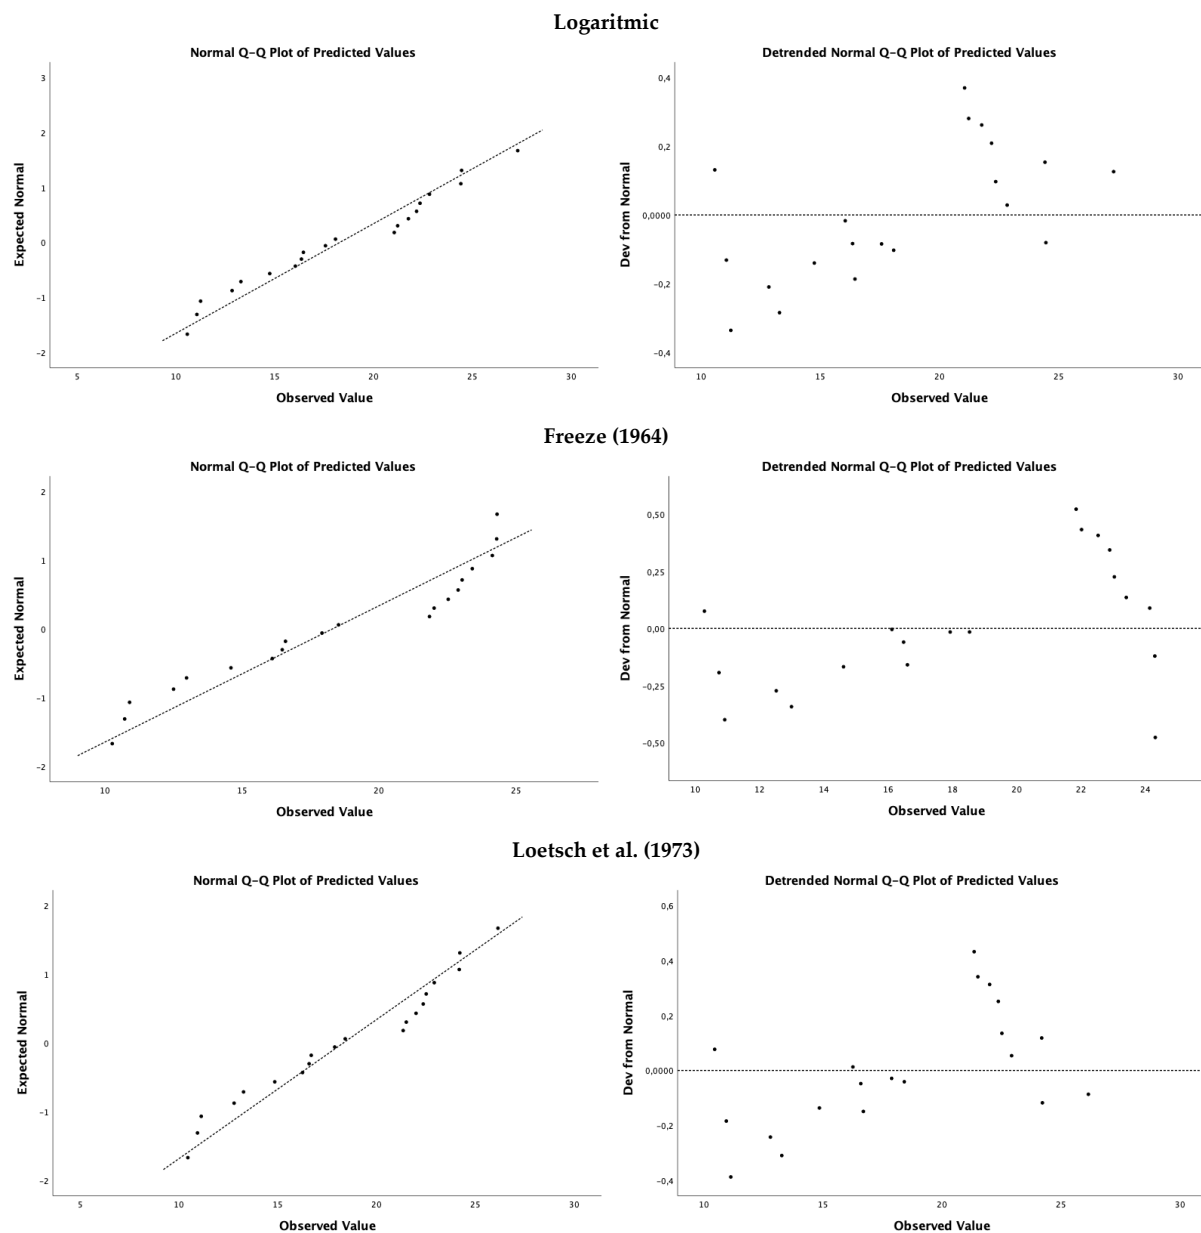 Logaritmic
Normal Q–Q Plot of Predicted Values
3
2
1
0
–1
–2
Expected Normal
5 10 15 20 25 30
Observed Value
Detrended Normal Q–Q Plot of Predicted Values
0,4
0,2
0,0000
–0,2
–0,4
Dev from Normal
10 15 20 25 30
Observed Value
Freeze (1964)
Normal Q–Q Plot of Predicted Values
2
1
0
–1
–2
Expected Normal
10 15 20 25
Observed Value
Detrended Normal Q–Q Plot of Predicted Values
0,50
0,25
0,00
–0,25
–0,50
Dev from Normal
10 12 14 16 18 20 22 24
Observed Value
Loetsch et al. (1973)
Normal Q–Q Plot of Predicted Values
2
1
0
–1
–2
Expected Normal
5 10 15 20 25 30
Observed Value
Detrended Normal Q–Q Plot of Predicted Values
0,6
0,4
0,2
0,0000
–0,2
–0,4
Dev from Normal
10 15 20 25 30
Observed Value